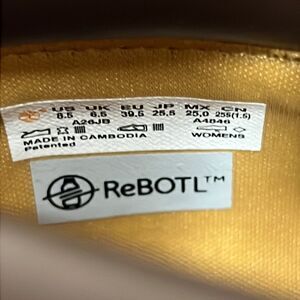 US UK EU JP MX CN
8.5 6.5 39.5 25.5 25.0 255(1.5)
A26JB A4846
MADE IN CAMBODIA WOMENS
Patented
ReBOTL™